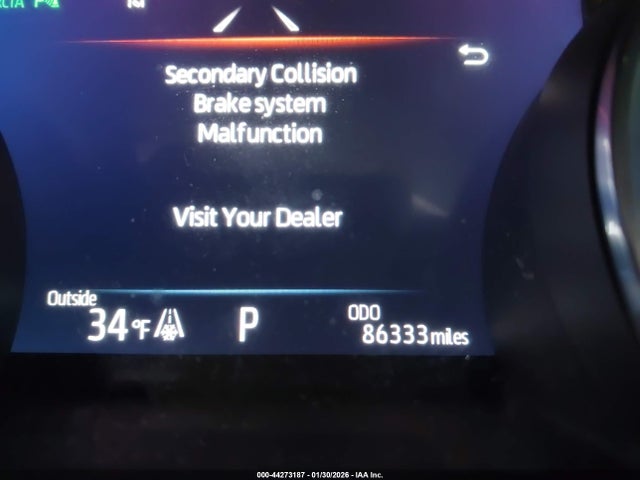 RCTA
Secondary Collision
Brake system
Malfunction
Visit Your Dealer
Outside
34 °F
P
ODO
86333 miles
000-44273187 - 01/30/2026 - IAA Inc.